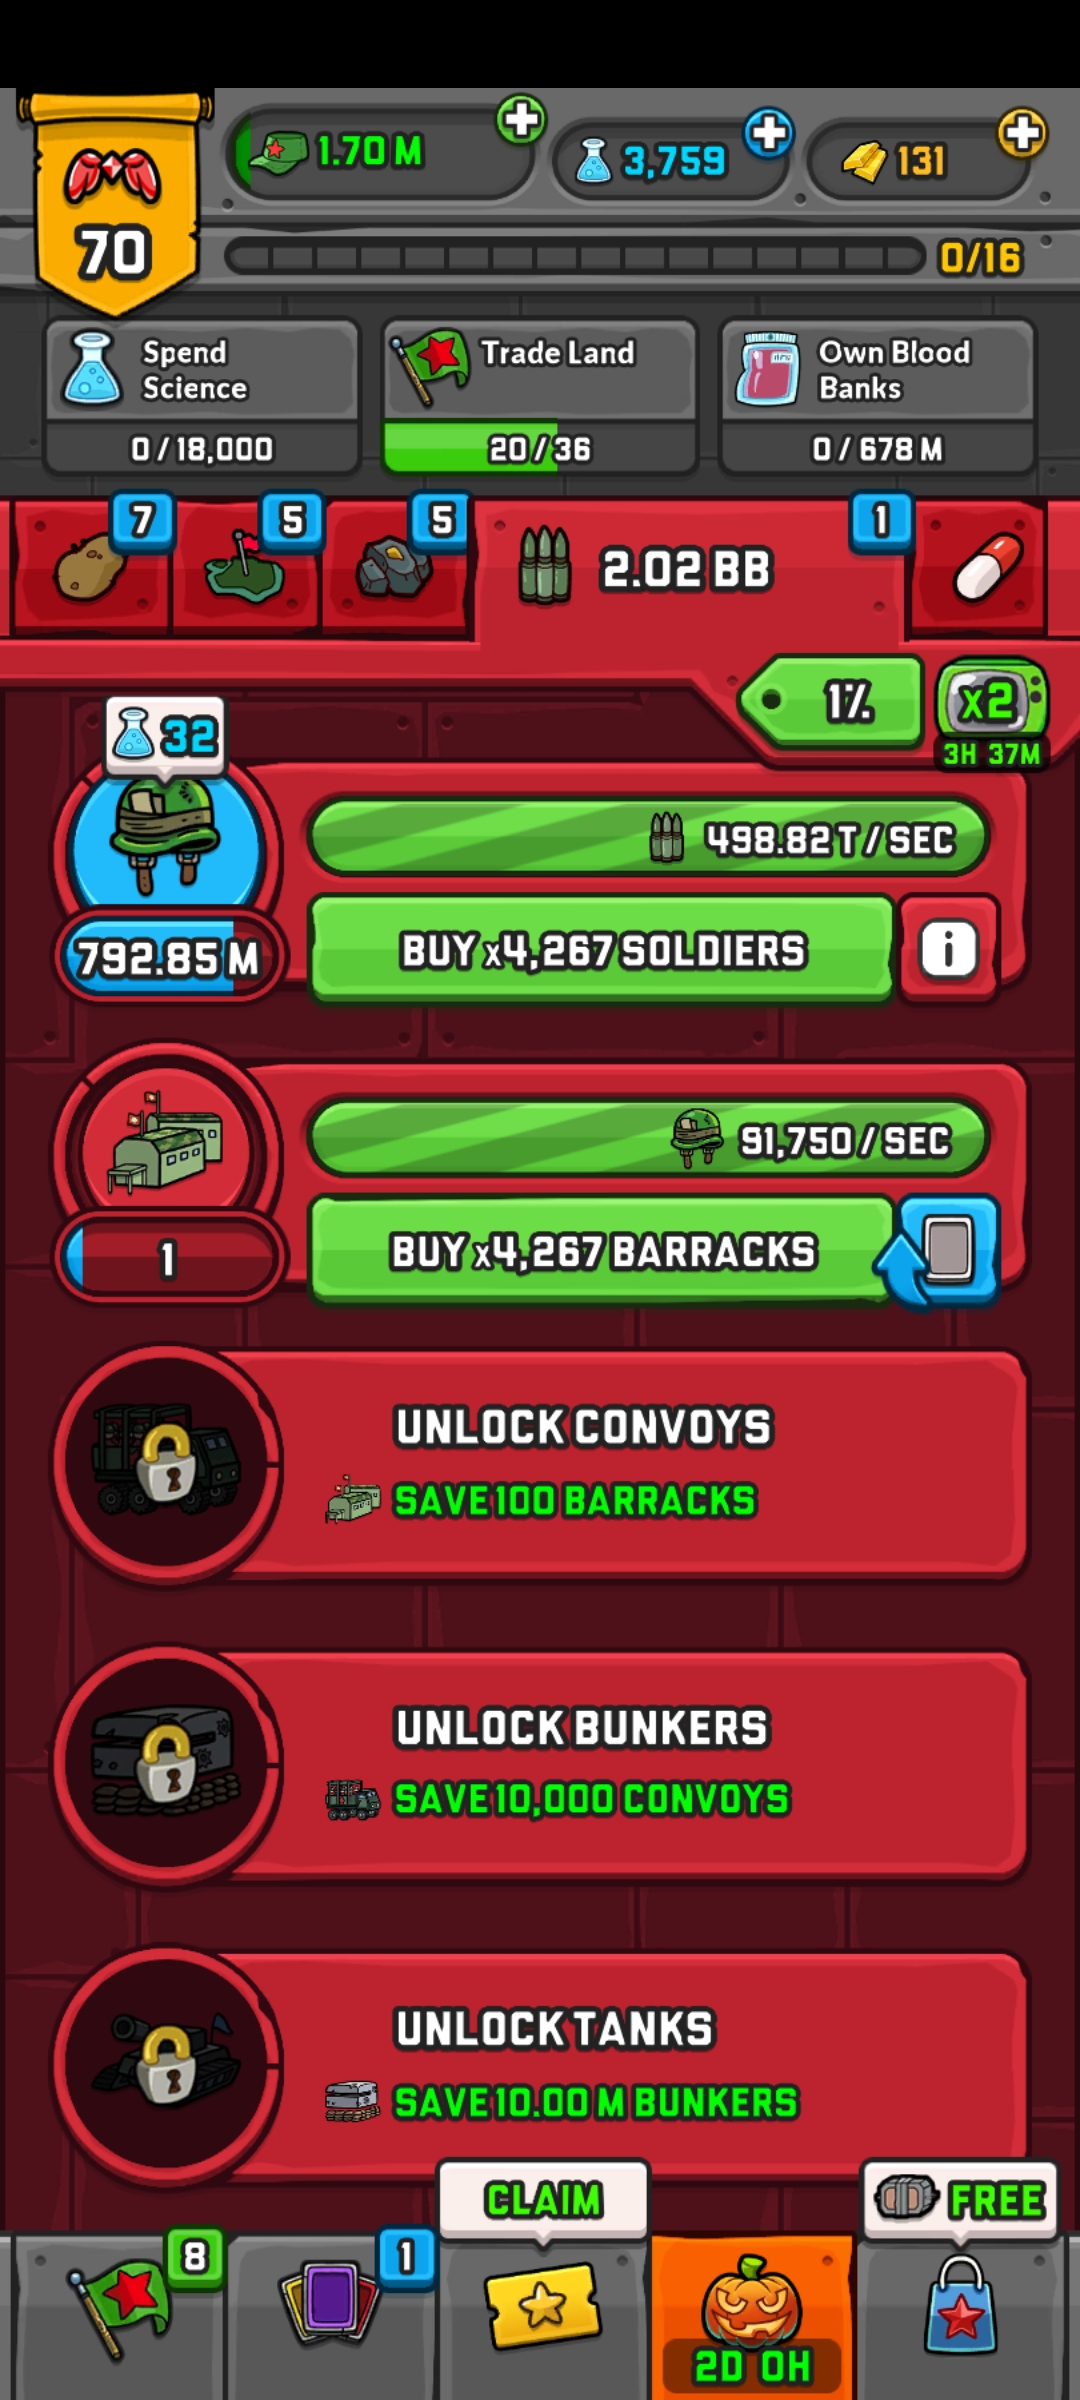 1.70 M
3,759
131
70
0/16
Spend
Science
0 / 18,000
Trade Land
20 / 36
Own Blood
Banks
0 / 678 M
7
5
5
2.02 BB
1
1%
x2
3H 37M
32
498.82 T / SEC
792.85 M
BUY x4,267 SOLDIERS
i
91,750 / SEC
1
BUY x4,267 BARRACKS
UNLOCK CONVOYS
SAVE 100 BARRACKS
UNLOCK BUNKERS
SAVE 10,000 CONVOYS
UNLOCK TANKS
SAVE 10.00 M BUNKERS
CLAIM
FREE
8
1
2D 0H